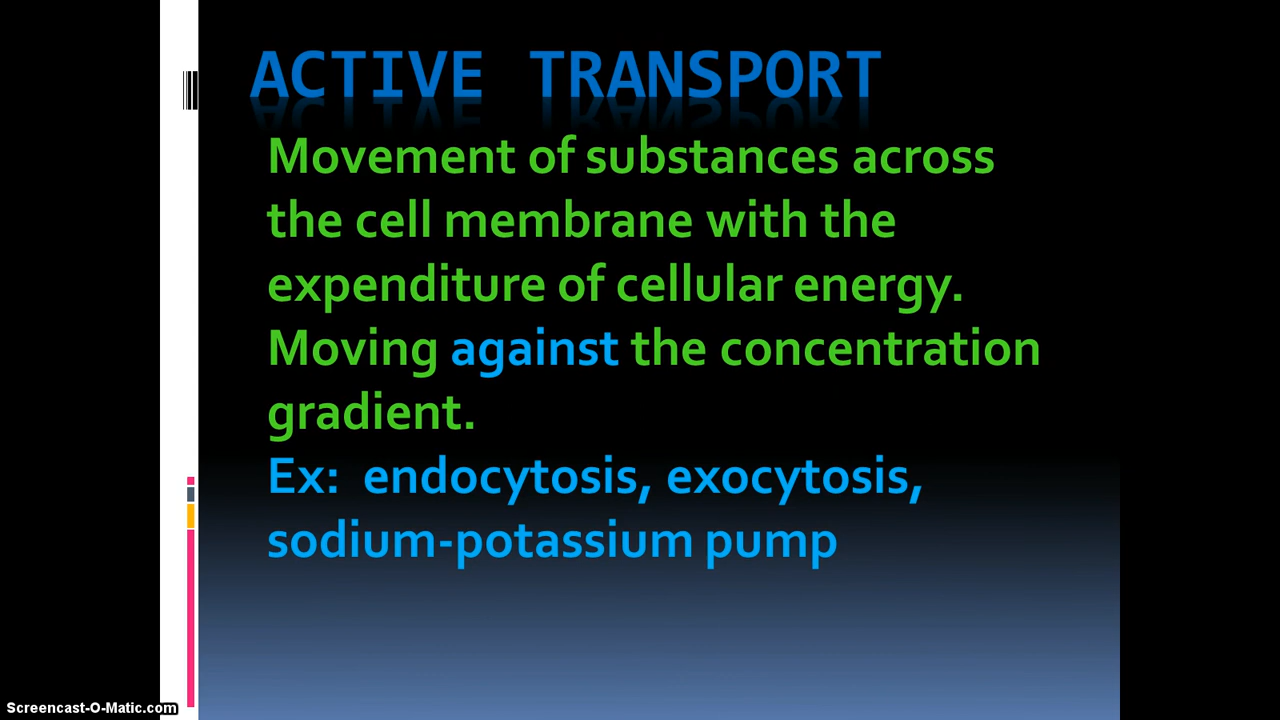 ACTIVE TRANSPORT
Movement of substances across
the cell membrane with the
expenditure of cellular energy.
Moving against the concentration
gradient.
Ex:  endocytosis, exocytosis,
sodium-potassium pump
Screencast-O-Matic.com